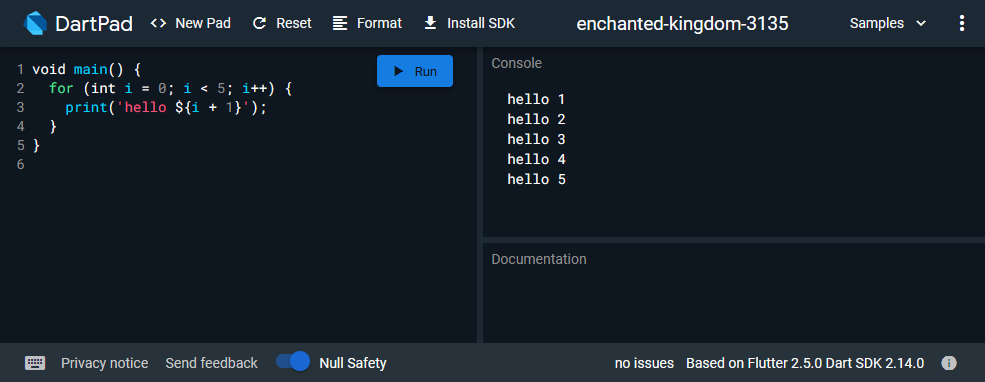 DartPad <> New Pad Reset Format Install SDK enchanted-kingdom-3135 Samples
Run
1 void main() {
2   for (int i = 0; i < 5; i++) {
3     print('hello ${i + 1}');
4   }
5 }
6
Console
hello 1
hello 2
hello 3
hello 4
hello 5
Documentation
Privacy notice Send feedback Null Safety no issues Based on Flutter 2.5.0 Dart SDK 2.14.0 i